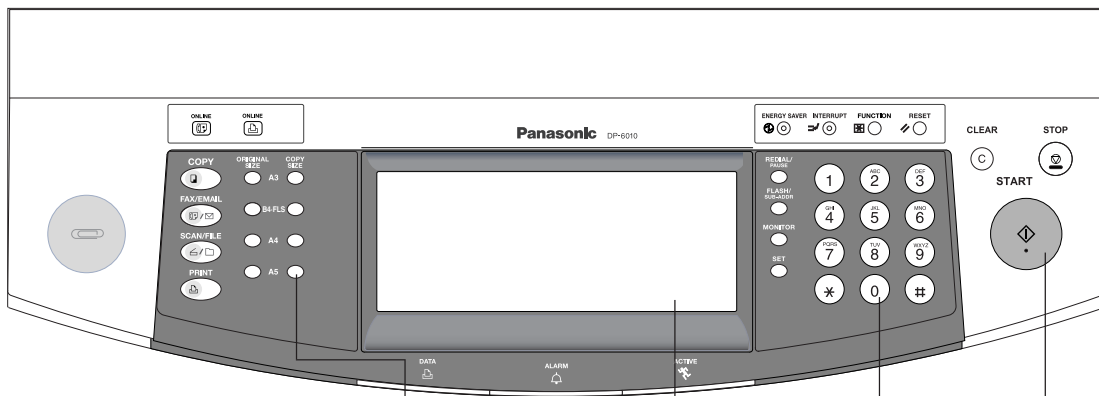 ONLINE
ONLINE
Panasonic DP-6010
ENERGY SAVER INTERRUPT FUNCTION RESET
CLEAR STOP
C
START
COPY
FAX/EMAIL
SCAN/FILE
PRINT
ORIGINAL
SIZE
COPY
SIZE
A3
B4·FLS
A4
A5
REDIAL/
PAUSE
FLASH/
SUB-ADDR
MONITOR
SET
1
ABC
2
DEF
3
GHI
4
JKL
5
MNO
6
PQRS
7
TUV
8
WXYZ
9
*
0
#
DATA
ALARM
ACTIVE